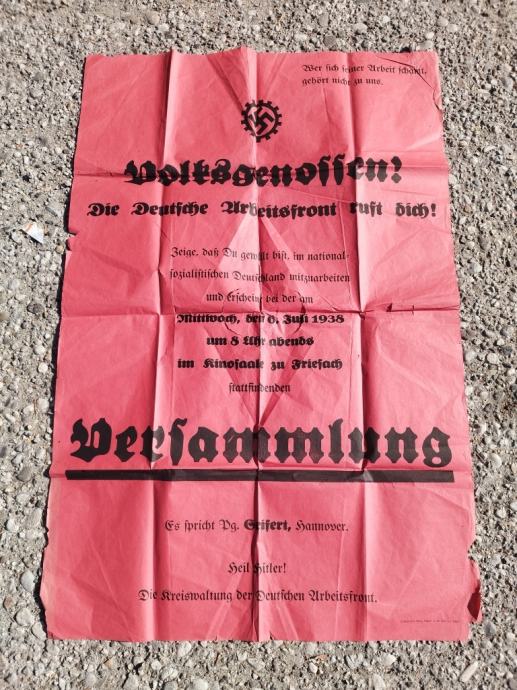 Wer sich seiner Arbeit schämt,
gehört nicht zu uns.
Volksgenossen!
Die Deutsche Arbeitsfront ruft dich!
Zeige, daß Du gewillt bist, im national-
sozialistischen Deutschland mitzuarbeiten
und erscheine bei der am
Mittwoch, den 6. Juli 1938
um 8 Uhr abends
im Kinosaale zu Friesach
stattfindenden
Versammlung
Es spricht Pg. Seifert, Hannover.
Heil Hitler!
Die Kreiswaltung der Deutschen Arbeitsfront.